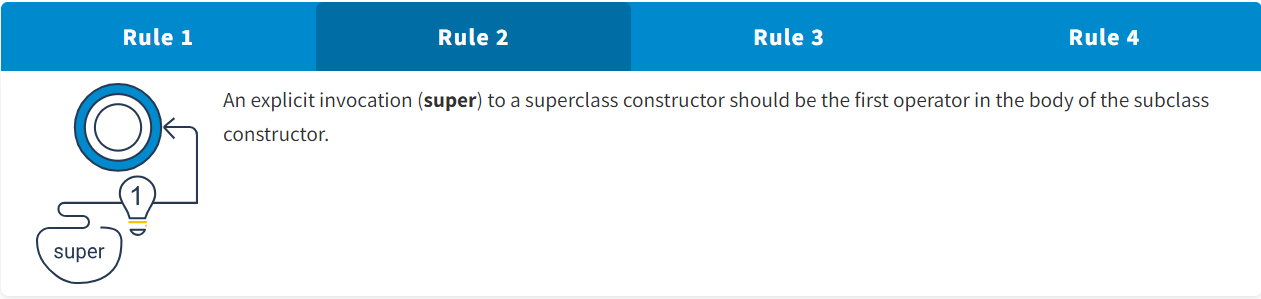 Rule 1
Rule 2
Rule 3
Rule 4
An explicit invocation (super) to a superclass constructor should be the first operator in the body of the subclass
constructor.
1
super